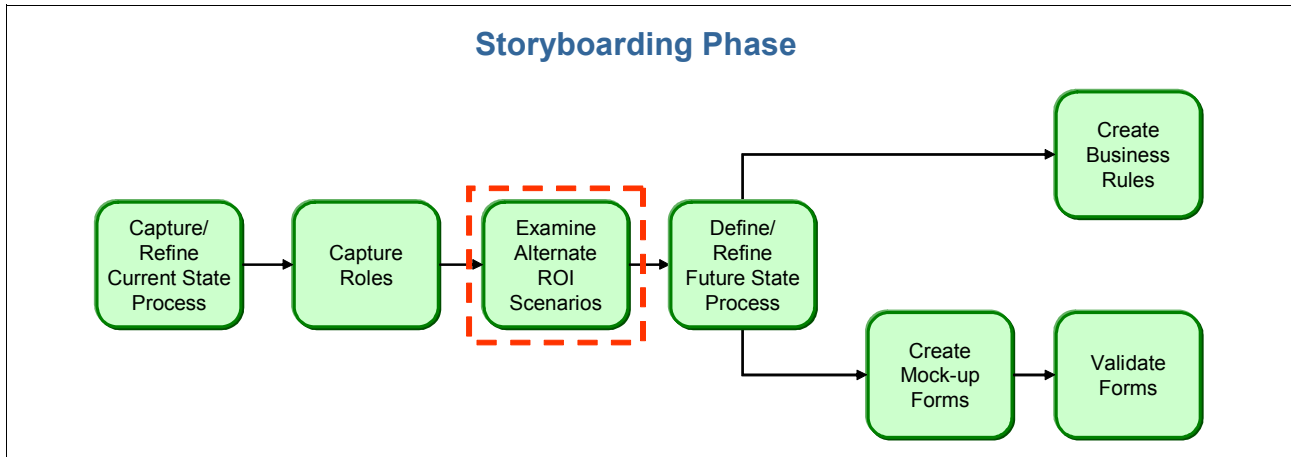 Storyboarding Phase
Capture/
Refine
Current State
Process
Capture
Roles
Examine
Alternate
ROI
Scenarios
Define/
Refine
Future State
Process
Create
Business
Rules
Create
Mock-up
Forms
Validate
Forms